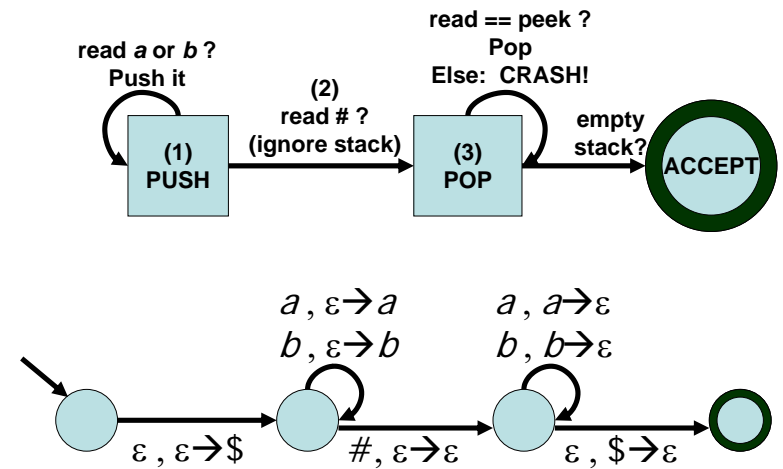 read a or b ?
Push it
(1)
PUSH
(2)
read # ?
(ignore stack)
read == peek ?
Pop
Else: CRASH!
(3)
POP
empty
stack?
ACCEPT
ε , ε→$
a , ε→a
b , ε→b
#, ε→ε
a , a→ε
b , b→ε
ε , $→ε